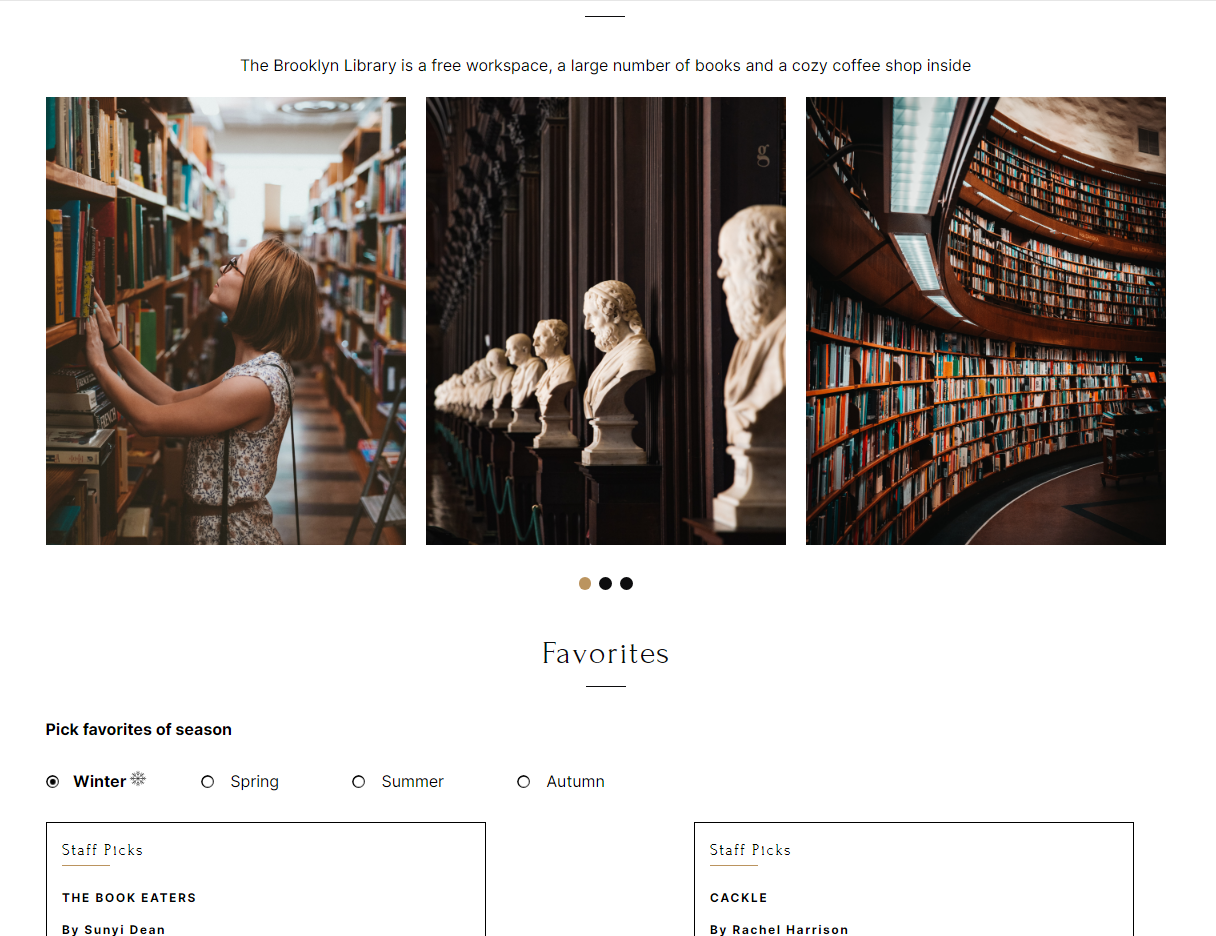 The Brooklyn Library is a free workspace, a large number of books and a cozy coffee shop inside
g
FRENCH
Favorites
Pick favorites of season
Winter Spring Summer Autumn
Staff Picks
THE BOOK EATERS
By Sunyi Dean
Staff Picks
CACKLE
By Rachel Harrison